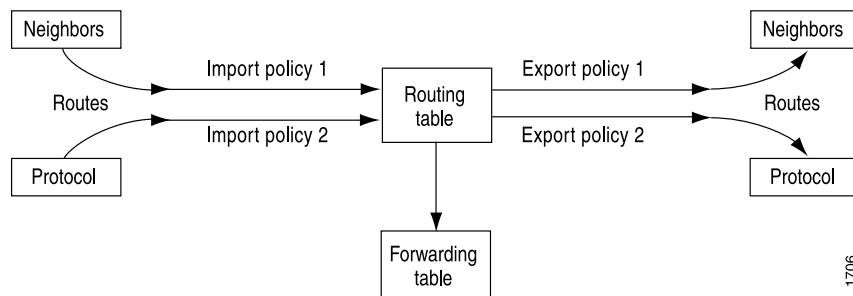 Neighbors
Neighbors
Import policy 1
Export policy 1
Routes
Routing
table
Routes
Import policy 2
Export policy 2
Protocol
Protocol
Forwarding
table
1706